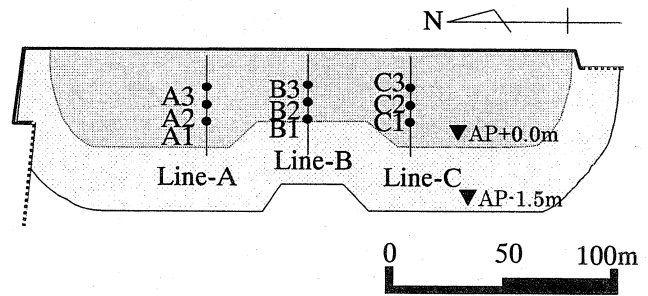 N
A3 B3 C3
A2 B2 C2
A1 B1 C1
▼AP+0.0m
Line-A Line-B Line-C
▼AP-1.5m
0 50 100m